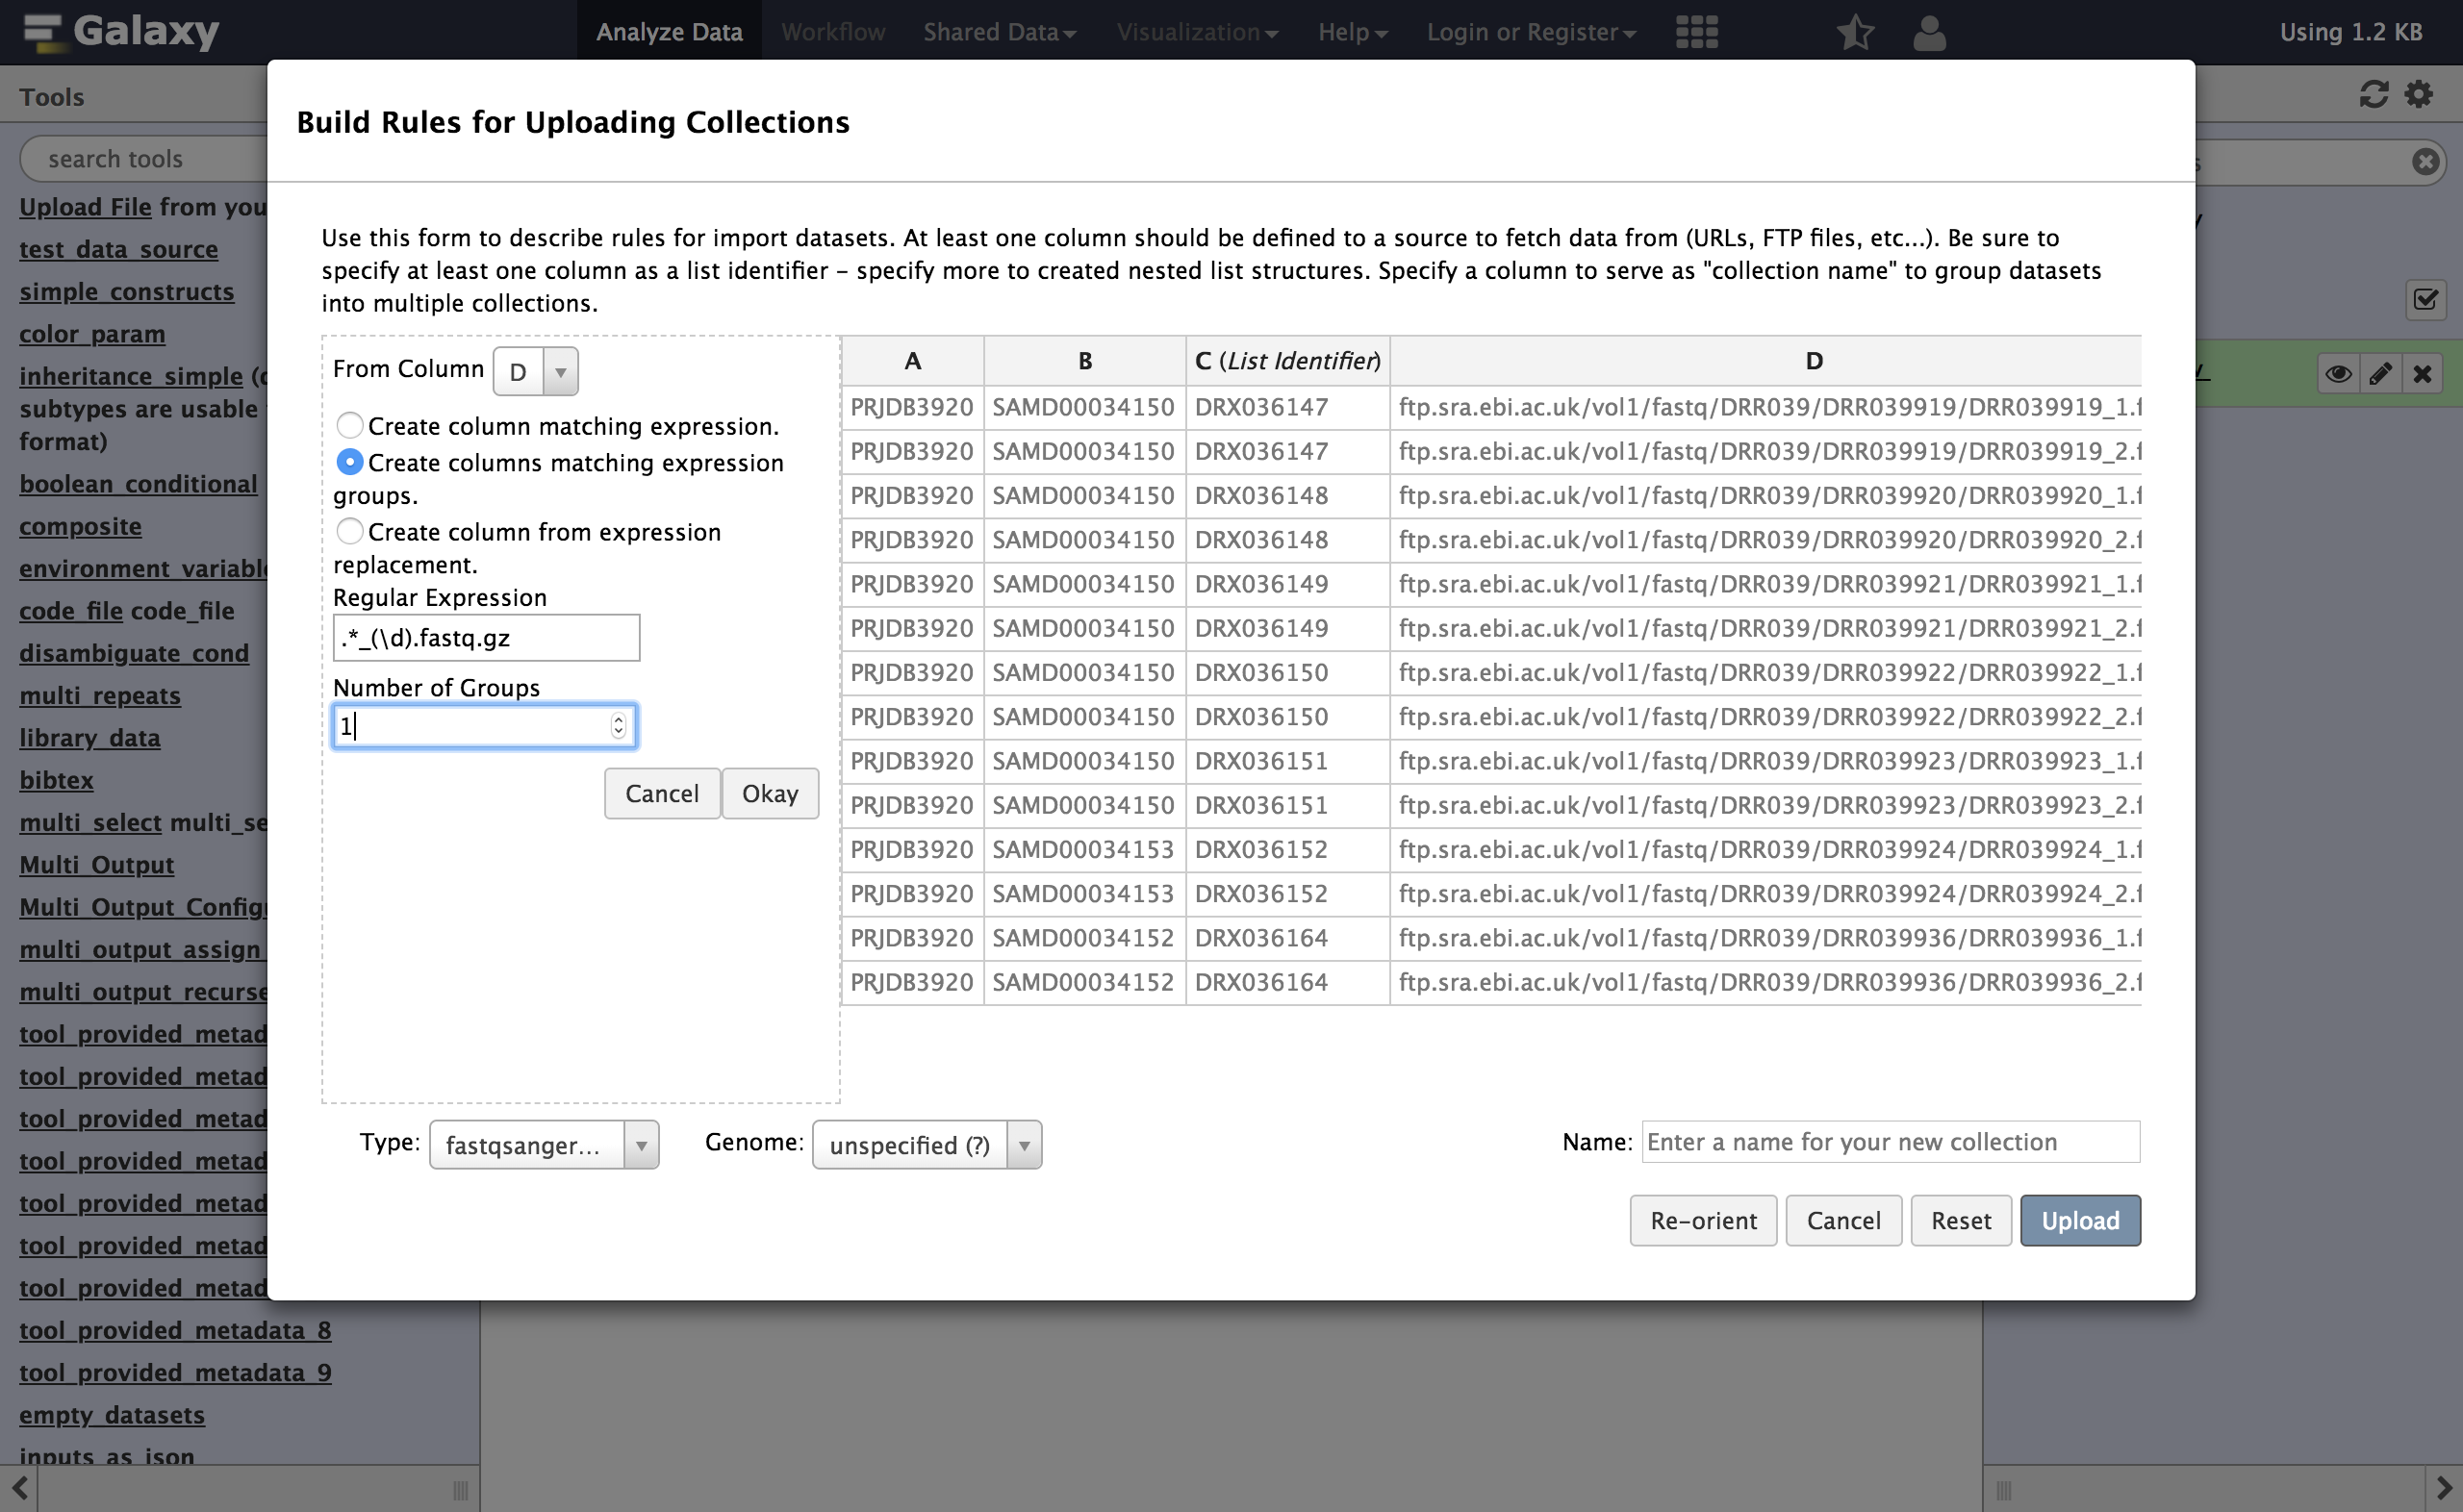 Galaxy
Analyze Data
Workflow
Shared Data
Visualization
Help
Login or Register
Using 1.2 KB
Tools
search tools
Upload File from you
test_data_source
simple_constructs
color_param
inheritance_simple (c
subtypes are usable
format)
boolean_conditional
composite
environment_variable
code_file code_file
disambiguate_cond
multi_repeats
library_data
bibtex
multi_select multi_se
Multi_Output
Multi_Output_Configu
multi_output_assign_
multi_output_recurse
tool_provided_metad
tool_provided_metad
tool_provided_metad
tool_provided_metad
tool_provided_metad
tool_provided_metad
tool_provided_metad
tool_provided_metadata_8
tool_provided_metadata_9
empty_datasets
inputs_as_json
Build Rules for Uploading Collections
Use this form to describe rules for import datasets. At least one column should be defined to a source to fetch data from (URLs, FTP files, etc...). Be sure to
specify at least one column as a list identifier – specify more to created nested list structures. Specify a column to serve as "collection name" to group datasets
into multiple collections.
From Column D
Create column matching expression.
Create columns matching expression
groups.
Create column from expression
replacement.
Regular Expression
.*_(\d).fastq.gz
Number of Groups
1
Cancel Okay
A B C (List Identifier) D
PRJDB3920 SAMD00034150 DRX036147 ftp.sra.ebi.ac.uk/vol1/fastq/DRR039/DRR039919/DRR039919_1.f
PRJDB3920 SAMD00034150 DRX036147 ftp.sra.ebi.ac.uk/vol1/fastq/DRR039/DRR039919/DRR039919_2.f
PRJDB3920 SAMD00034150 DRX036148 ftp.sra.ebi.ac.uk/vol1/fastq/DRR039/DRR039920/DRR039920_1.f
PRJDB3920 SAMD00034150 DRX036148 ftp.sra.ebi.ac.uk/vol1/fastq/DRR039/DRR039920/DRR039920_2.f
PRJDB3920 SAMD00034150 DRX036149 ftp.sra.ebi.ac.uk/vol1/fastq/DRR039/DRR039921/DRR039921_1.f
PRJDB3920 SAMD00034150 DRX036149 ftp.sra.ebi.ac.uk/vol1/fastq/DRR039/DRR039921/DRR039921_2.f
PRJDB3920 SAMD00034150 DRX036150 ftp.sra.ebi.ac.uk/vol1/fastq/DRR039/DRR039922/DRR039922_1.f
PRJDB3920 SAMD00034150 DRX036150 ftp.sra.ebi.ac.uk/vol1/fastq/DRR039/DRR039922/DRR039922_2.f
PRJDB3920 SAMD00034150 DRX036151 ftp.sra.ebi.ac.uk/vol1/fastq/DRR039/DRR039923/DRR039923_1.f
PRJDB3920 SAMD00034150 DRX036151 ftp.sra.ebi.ac.uk/vol1/fastq/DRR039/DRR039923/DRR039923_2.f
PRJDB3920 SAMD00034153 DRX036152 ftp.sra.ebi.ac.uk/vol1/fastq/DRR039/DRR039924/DRR039924_1.f
PRJDB3920 SAMD00034153 DRX036152 ftp.sra.ebi.ac.uk/vol1/fastq/DRR039/DRR039924/DRR039924_2.f
PRJDB3920 SAMD00034152 DRX036164 ftp.sra.ebi.ac.uk/vol1/fastq/DRR039/DRR039936/DRR039936_1.f
PRJDB3920 SAMD00034152 DRX036164 ftp.sra.ebi.ac.uk/vol1/fastq/DRR039/DRR039936/DRR039936_2.f
Type: fastqsanger... Genome: unspecified (?) Name: Enter a name for your new collection
Re-orient Cancel Reset Upload